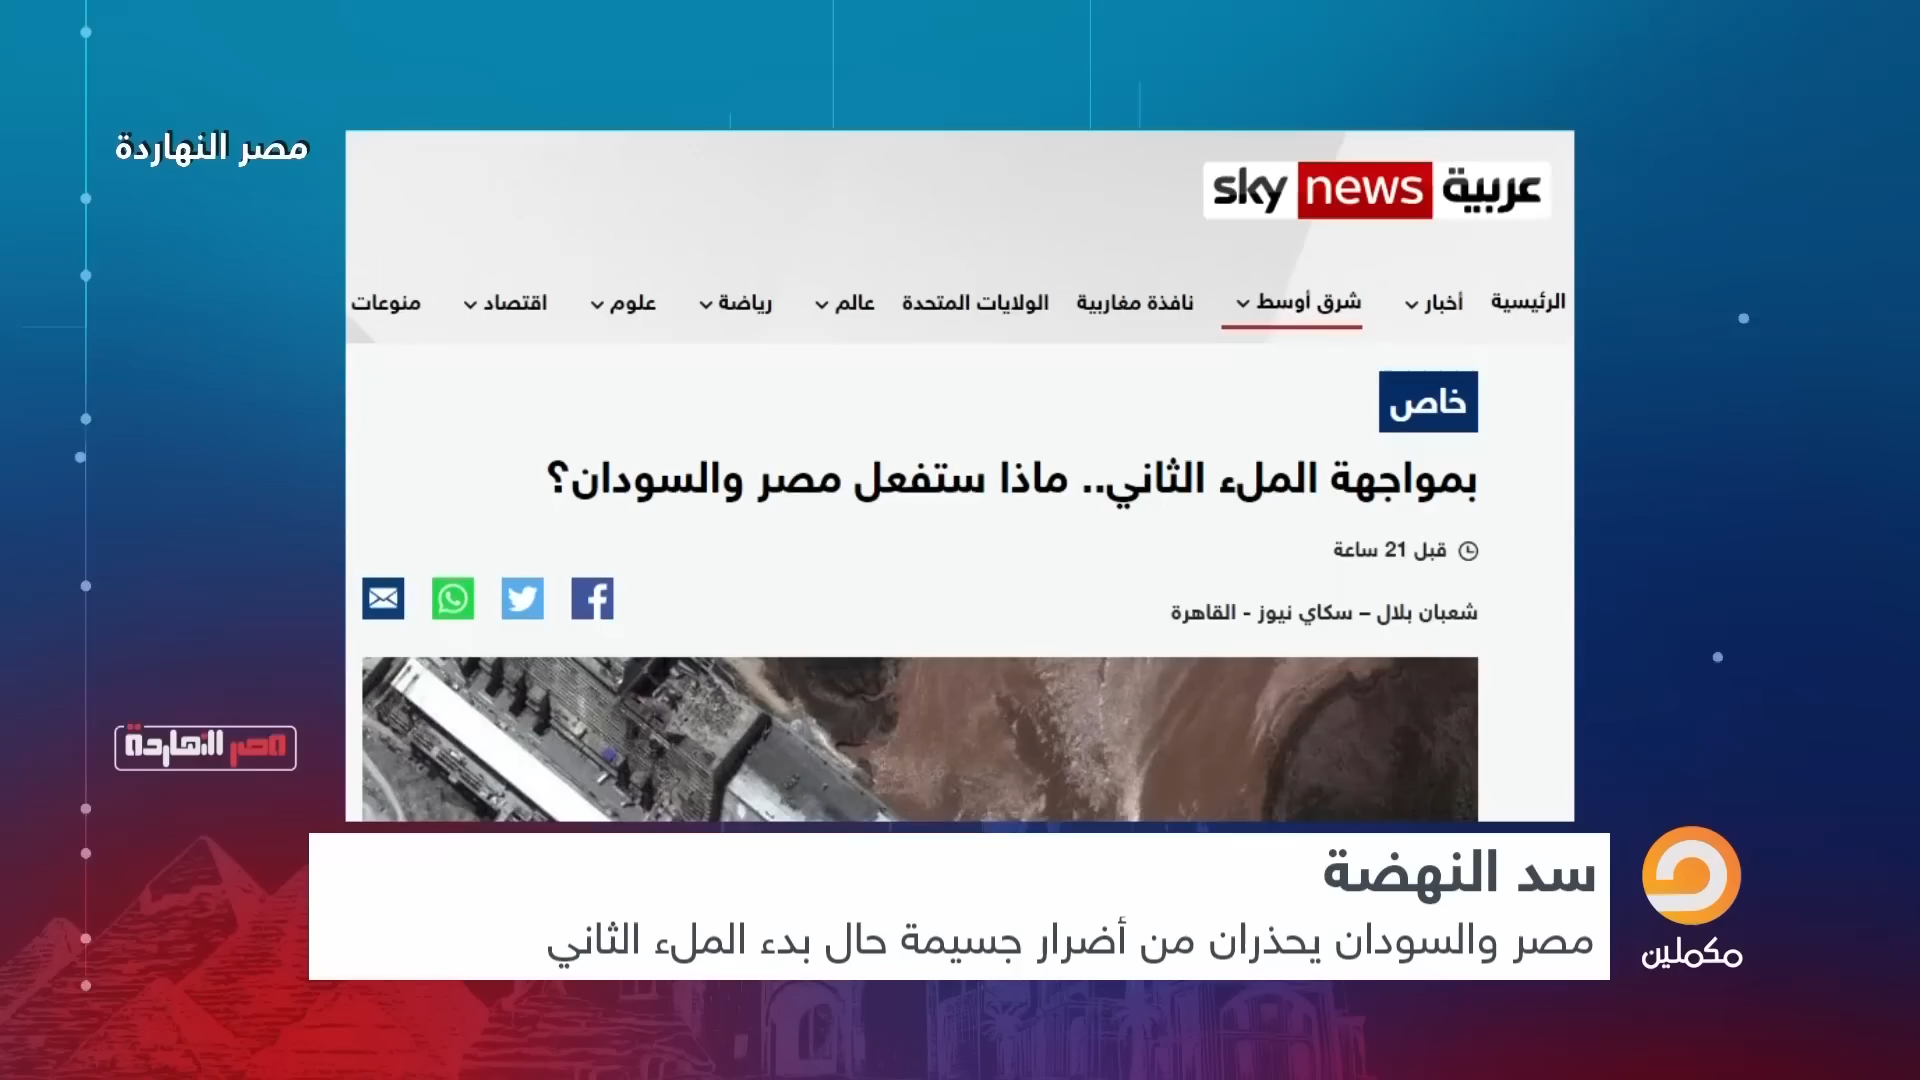 مصر النهاردة
sky news عربية
الرئيسية أخبار شرق أوسط نافذة مغاربية الولايات المتحدة عالم رياضة علوم اقتصاد منوعات
خاص
بمواجهة الملء الثاني.. ماذا ستفعل مصر والسودان؟
قبل 21 ساعة
شعبان بلال – سكاي نيوز - القاهرة
مصر النهاردة
سد النهضة
مصر والسودان يحذران من أضرار جسيمة حال بدء الملء الثاني
مكملين